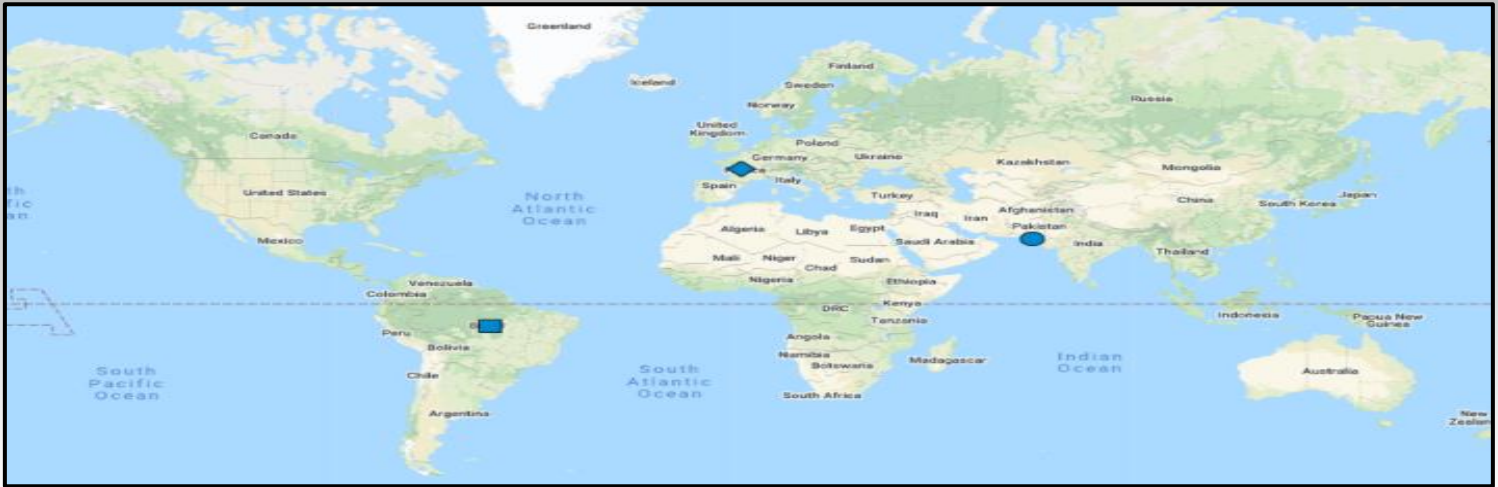 Greenland
Iceland
Finland
Sweden
Norway
Russia
Canada
United
Kingdom
Poland
Germany
Ukraine
Kazakhstan
Mongolia
United States
North
Atlantic
Ocean
Spain
Italy
Turkey
China
Japan
South Korea
Iraq
Iran
Afghanistan
Pakistan
India
Mexico
Algeria
Libya
Egypt
Saudi Arabia
Thailand
Mali
Niger
Chad
Sudan
Venezuela
Colombia
Nigeria
Ethiopia
DRC
Kenya
Tanzania
Indonesia
Papua New
Guinea
Peru
Bolivia
Angola
Namibia
Botswana
Madagascar
Indian
Ocean
South
Pacific
Ocean
Chile
South
Atlantic
Ocean
South Africa
Australia
Argentina
New